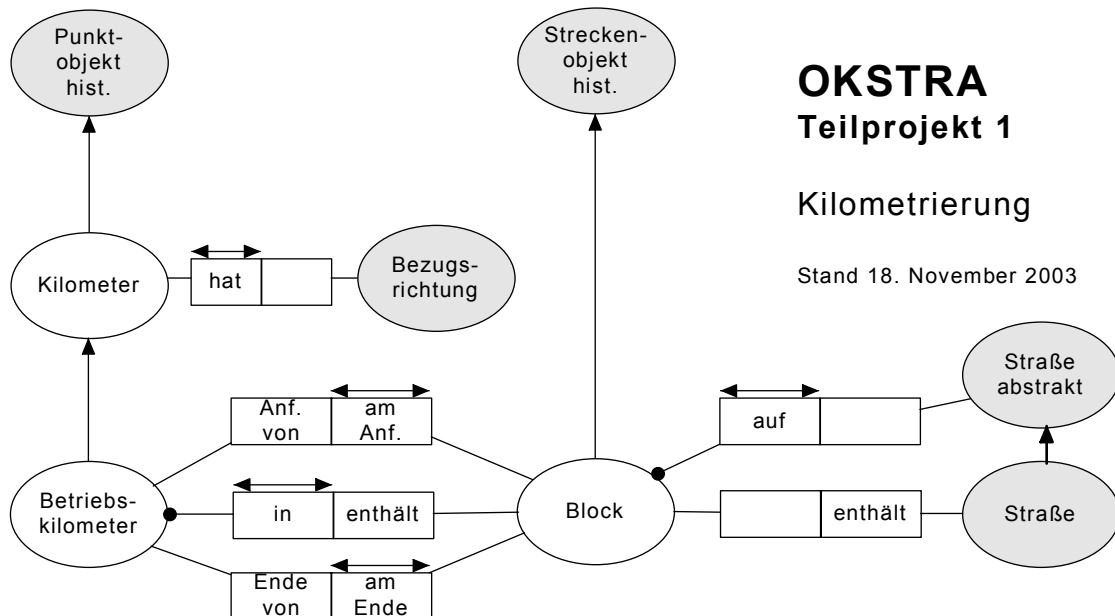 Punkt-
objekt
hist.
Strecken-
objekt
hist.
OKSTRA
Teilprojekt 1
Kilometrierung
Stand 18. November 2003
Kilometer
hat
Bezugs-
richtung
Straße
abstrakt
Anf.
von
am
Anf.
auf
Betriebs-
kilometer
in
enthält
Block
enthält
Straße
Ende
von
am
Ende